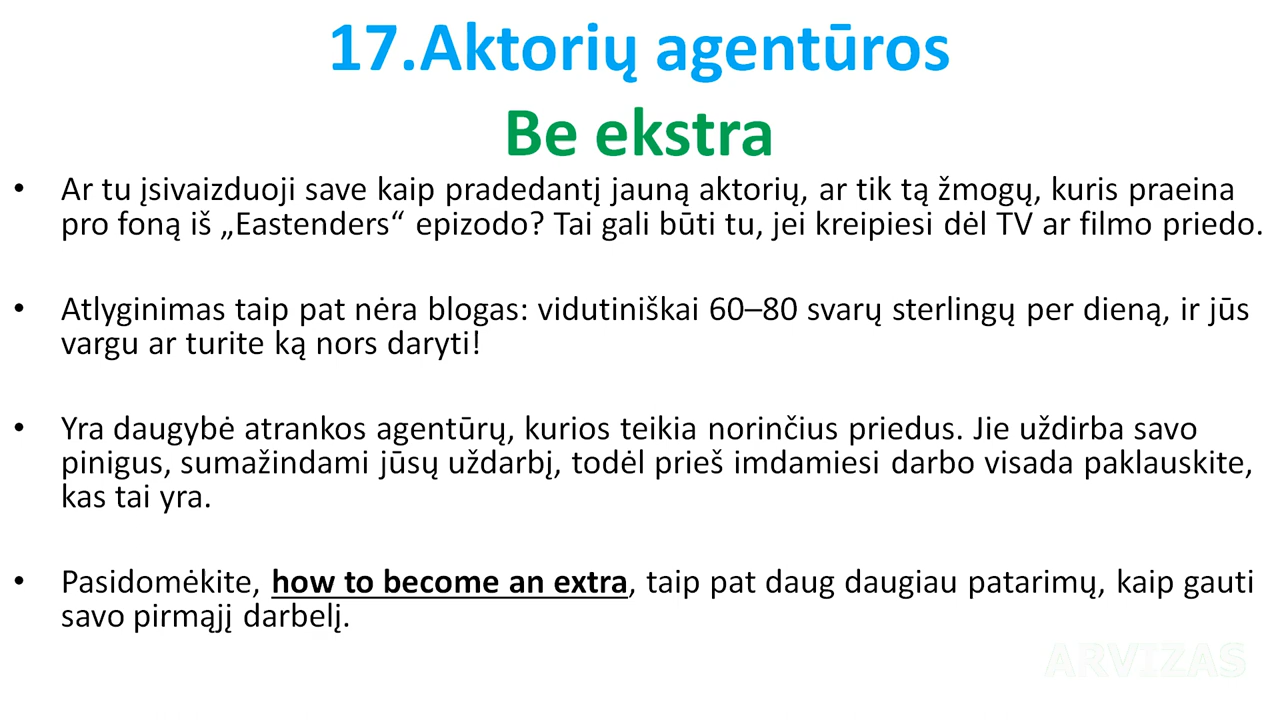 17.Aktorių agentūros
Be ekstra
• Ar tu įsivaizduoji save kaip pradedantį jauną aktorių, ar tik tą žmogų, kuris praeina
pro foną iš „Eastenders“ epizodo? Tai gali būti tu, jei kreipiesi dėl TV ar filmo priedo.
• Atlyginimas taip pat nėra blogas: vidutiniškai 60–80 svarų sterlingų per dieną, ir jūs
vargu ar turite ką nors daryti!
• Yra daugybė atrankos agentūrų, kurios teikia norinčius priedus. Jie uždirba savo
pinigus, sumažindami jūsų uždarbį, todėl prieš imdamiesi darbo visada paklauskite,
kas tai yra.
• Pasidomėkite, how to become an extra, taip pat daug daugiau patarimų, kaip gauti
savo pirmąjį darbelį.
ARVIZAS